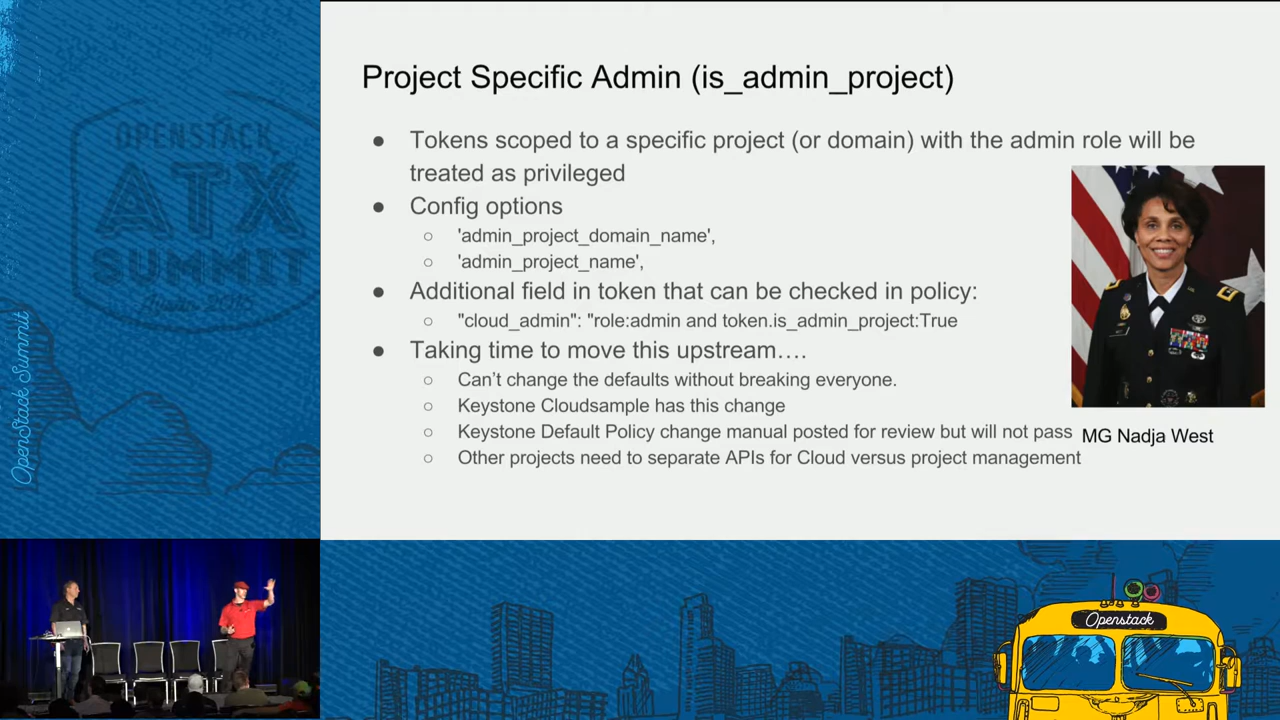 OPENSTACK
ATX
SUMMIT
Austin
OpenStack Summit
Project Specific Admin (is_admin_project)
● Tokens scoped to a specific project (or domain) with the admin role will be
treated as privileged
● Config options
○ 'admin_project_domain_name',
○ 'admin_project_name',
● Additional field in token that can be checked in policy:
○ "cloud_admin": "role:admin and token.is_admin_project:True
● Taking time to move this upstream….
○ Can’t change the defaults without breaking everyone.
○ Keystone Cloudsample has this change
○ Keystone Default Policy change manual posted for review but will not pass
○ Other projects need to separate APIs for Cloud versus project management
MG Nadja West
Openstack